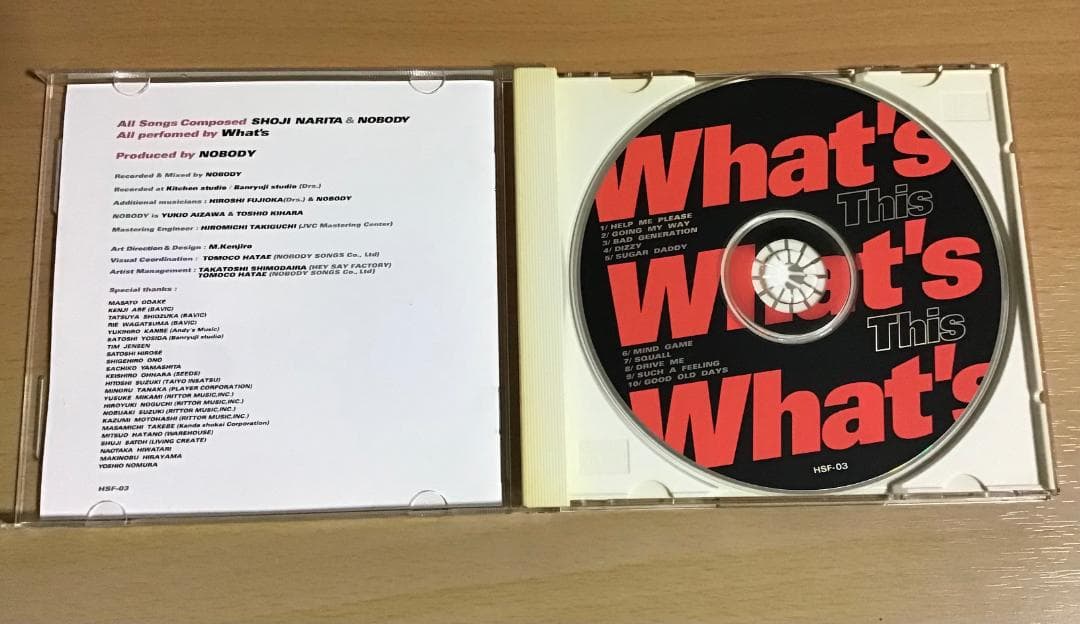 All Songs Composed SHOJI NARITA & NOBODY
All perfomed by What's
Produced by NOBODY
Recorded & Mixed by NOBODY
Recorded at Kitchen studio / Banryuji studio (Drs.)
Additional musicians : HIROSHI FUJIOKA(Drs.) & NOBODY
NOBODY is YUKIO AIZAWA & TOSHIO KIHARA
Mastering Engineer : HIROMICHI TAKIGUCHI (JVC Mastering Center)
Art Direction & Design : M.Kenjiro
Visual Coordination : TOMOCO HATAE (NOBODY SONGS Co., Ltd)
Artist Management : TAKATOSHI SHIMODAIRA (HEY SAY FACTORY)
TOMOCO HATAE (NOBODY SONGS Co., Ltd)
Special thanks :
MASATO ODAKE
KENJI ABE (BAVIC)
TATSUYA SHIOZUKA (BAVIC)
RIE WAGATSUMA (BAVIC)
YUKIHIRO KANBE (Andy's Music)
SATOSHI YOSIDA (Banryuji studio)
TIM JENSEN
SATOSHI HIROSE
SHIGEHIRO ONO
SACHIKO YAMASHITA
KEISHIRO OHHARA (SEEDS)
HITOSHI SUZUKI (TAIYO INSATSU)
MINORU TANAKA (PLAYER CORPORATION)
YUSUKE MIKAMI (RITTOR MUSIC,INC.)
HIROYUKI NOGUCHI (RITTOR MUSIC,INC.)
NOBUAKI SUZUKI (RITTOR MUSIC,INC.)
KAZUMI MOTOHASHI (RITTOR MUSIC,INC.)
MASAMICHI TAKEBE (Kanda shokai Corporation)
MITSUO HATANO (WAREHOUSE)
SHUJI SATOH (LIVING CREATE)
NAOTAKA HIWATARI
MAKINOBU HIRAYAMA
YOSHIO NOMURA
HSF-03
What's
This
1/ HELP ME PLEASE
2/ GOING MY WAY
3/ BAD GENERATION
4/ DIZZY
5/ SUGAR DADDY
What's
This
6/ MIND GAME
7/ SQUALL
8/ DRIVE ME
9/ SUCH A FEELING
10/ GOOD OLD DAYS
What's
HSF-03